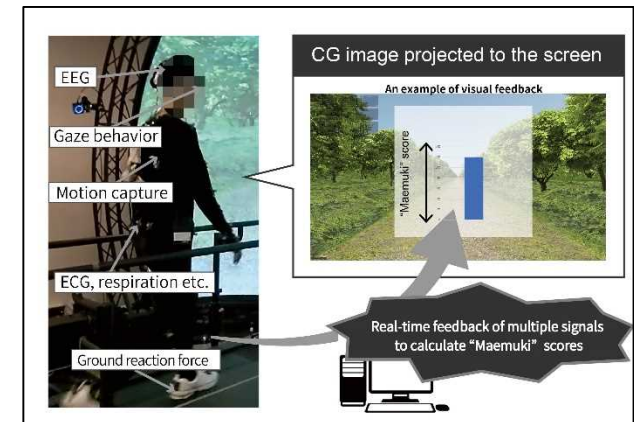 EEG
Gaze behavior
Motion capture
ECG, respiration etc.
Ground reaction force
CG image projected to the screen
An example of visual feedback
"Maemuki" score
Real-time feedback of multiple signals
to calculate "Maemuki" scores